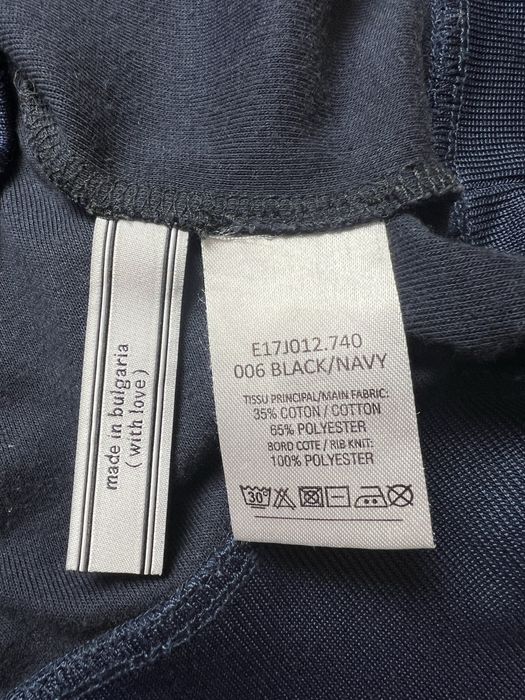 made in bulgaria
(with love)
E17J012.740
006 BLACK/NAVY
TISSU PRINCIPAL/MAIN FABRIC:
35% COTON / COTTON
65% POLYESTER
BORD COTE / RIB KNIT:
100% POLYESTER
30°